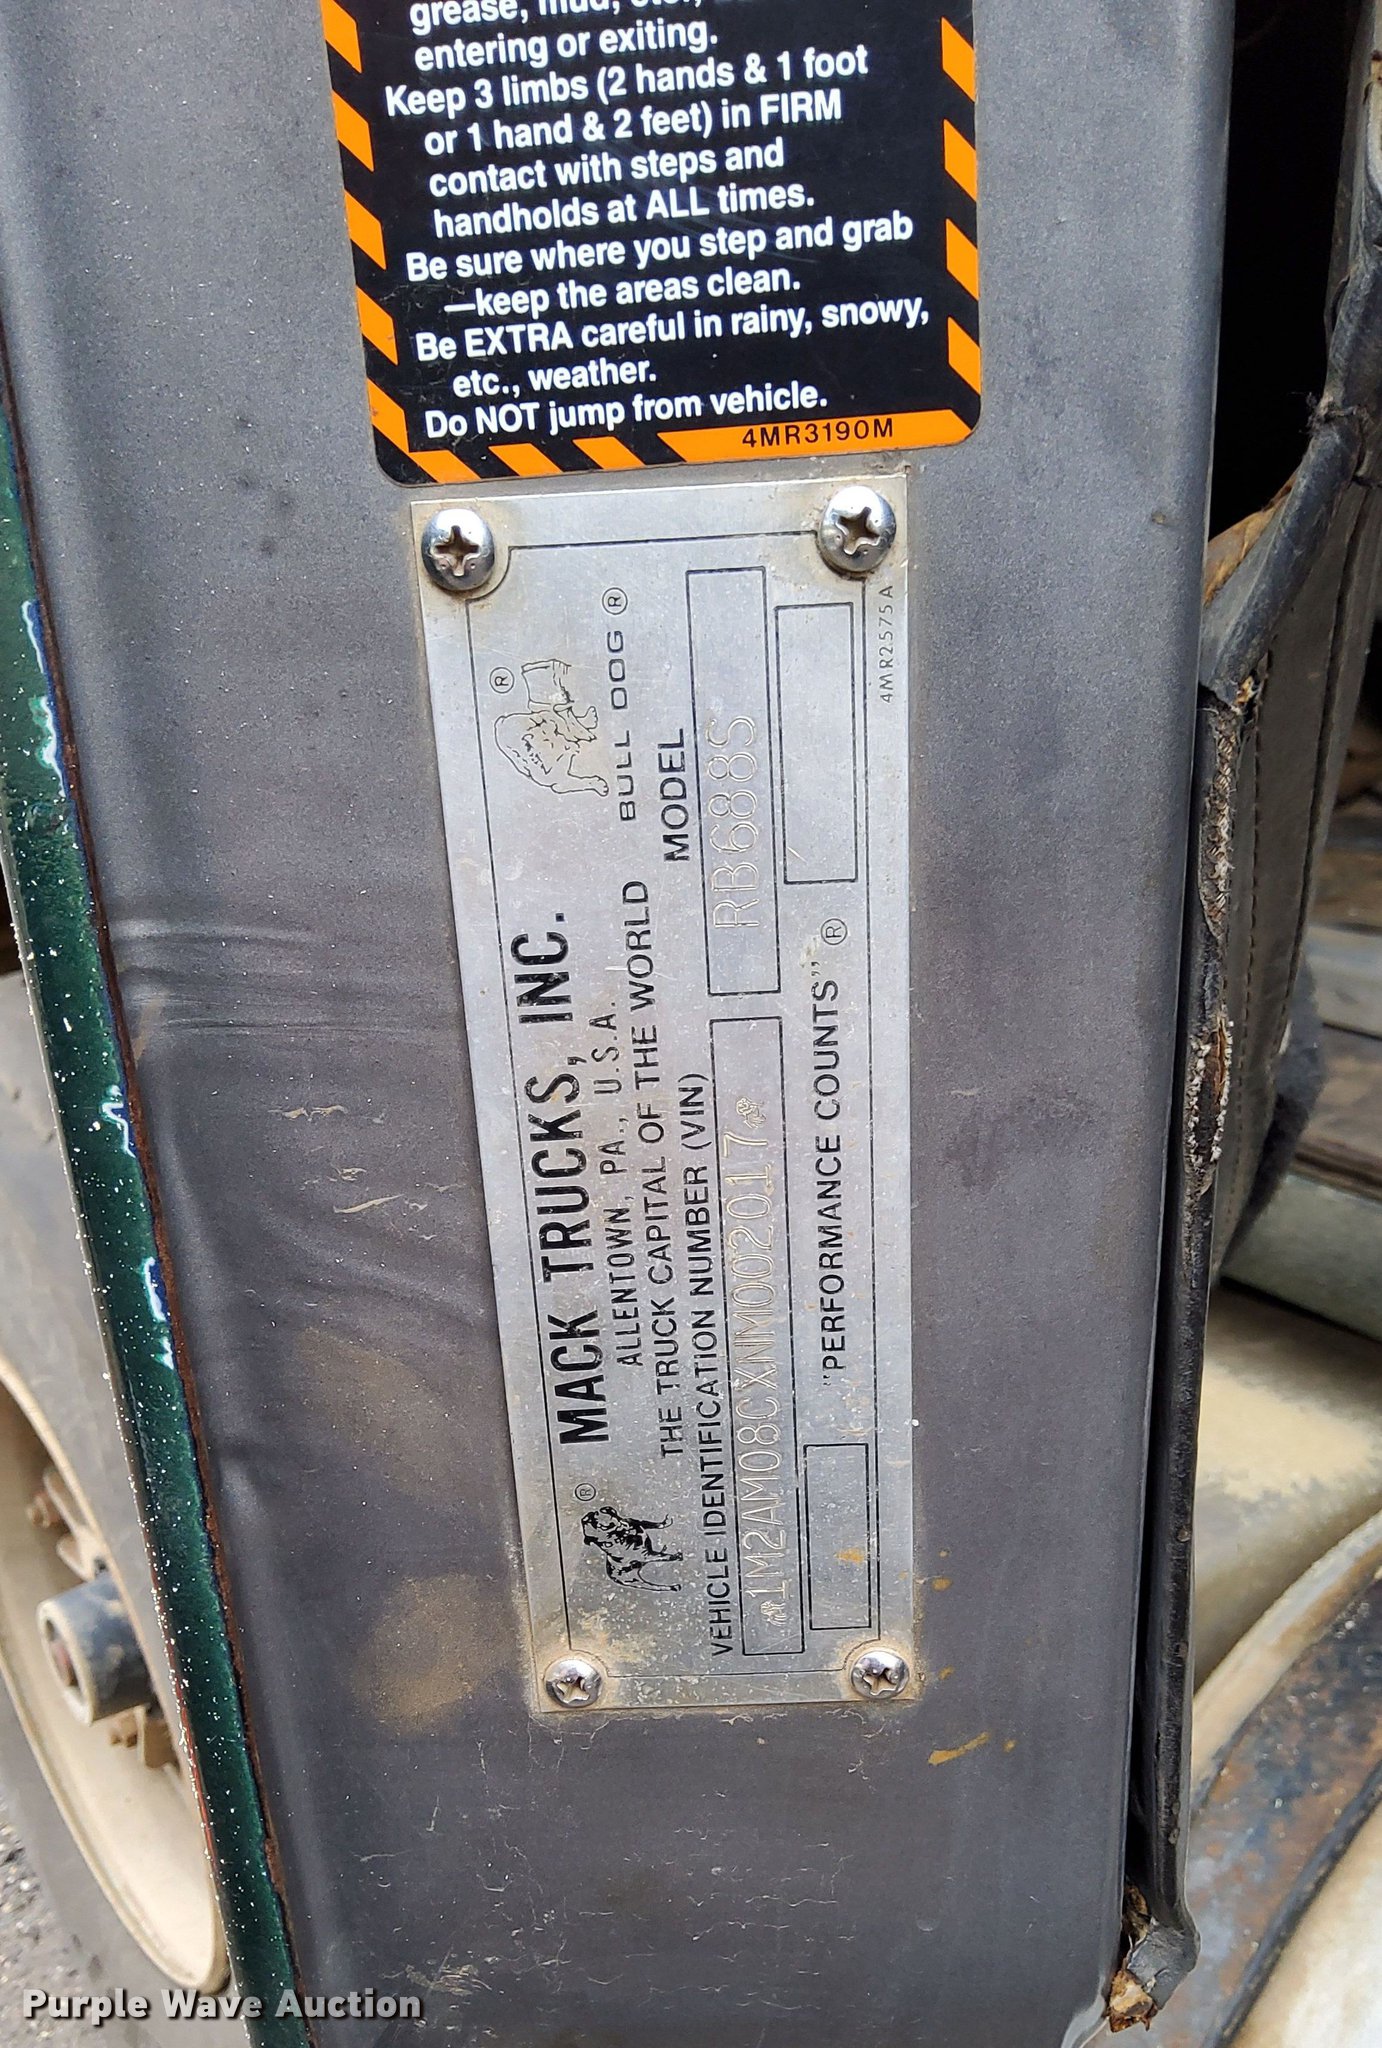 grease, mud,
entering or exiting.
Keep 3 limbs (2 hands & 1 foot
or 1 hand & 2 feet) in FIRM
contact with steps and
handholds at ALL times.
Be sure where you step and grab
—keep the areas clean.
Be EXTRA careful in rainy, snowy,
etc., weather.
Do NOT jump from vehicle.
4MR3190M
® MACK TRUCKS, INC. ®
ALLENTOWN, PA., U.S.A. BULL DOG ®
THE TRUCK CAPITAL OF THE WORLD
VEHICLE IDENTIFICATION NUMBER (VIN) MODEL
1M2AM08CXNM002017 RB688S
"PERFORMANCE COUNTS" ®
4MR2575A
Purple Wave Auction